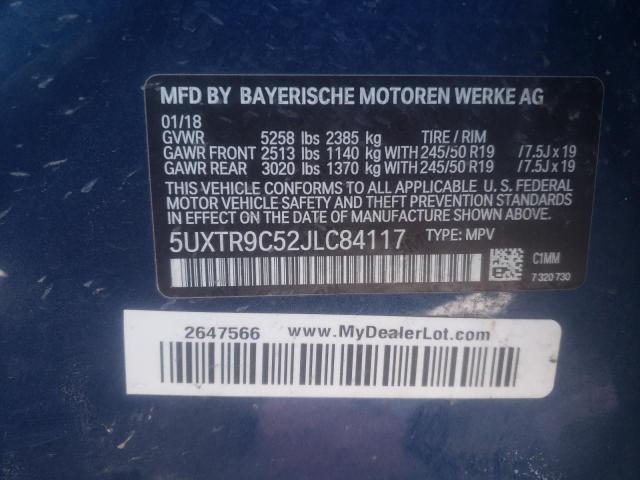 MFD BY BAYERISCHE MOTOREN WERKE AG
01/18
GVWR 5258 lbs 2385 kg TIRE / RIM
GAWR FRONT 2513 lbs 1140 kg WITH 245/50 R19 /7.5J x 19
GAWR REAR 3020 lbs 1370 kg WITH 245/50 R19 /7.5J x 19
THIS VEHICLE CONFORMS TO ALL APPLICABLE U. S. FEDERAL
MOTOR VEHICLE SAFETY AND THEFT PREVENTION STANDARDS
IN EFFECT ON THE DATE OF MANUFACTURE SHOWN ABOVE.
5UXTR9C52JLC84117 TYPE: MPV
C1MM
7 320 730
2647566 www.MyDealerLot.com